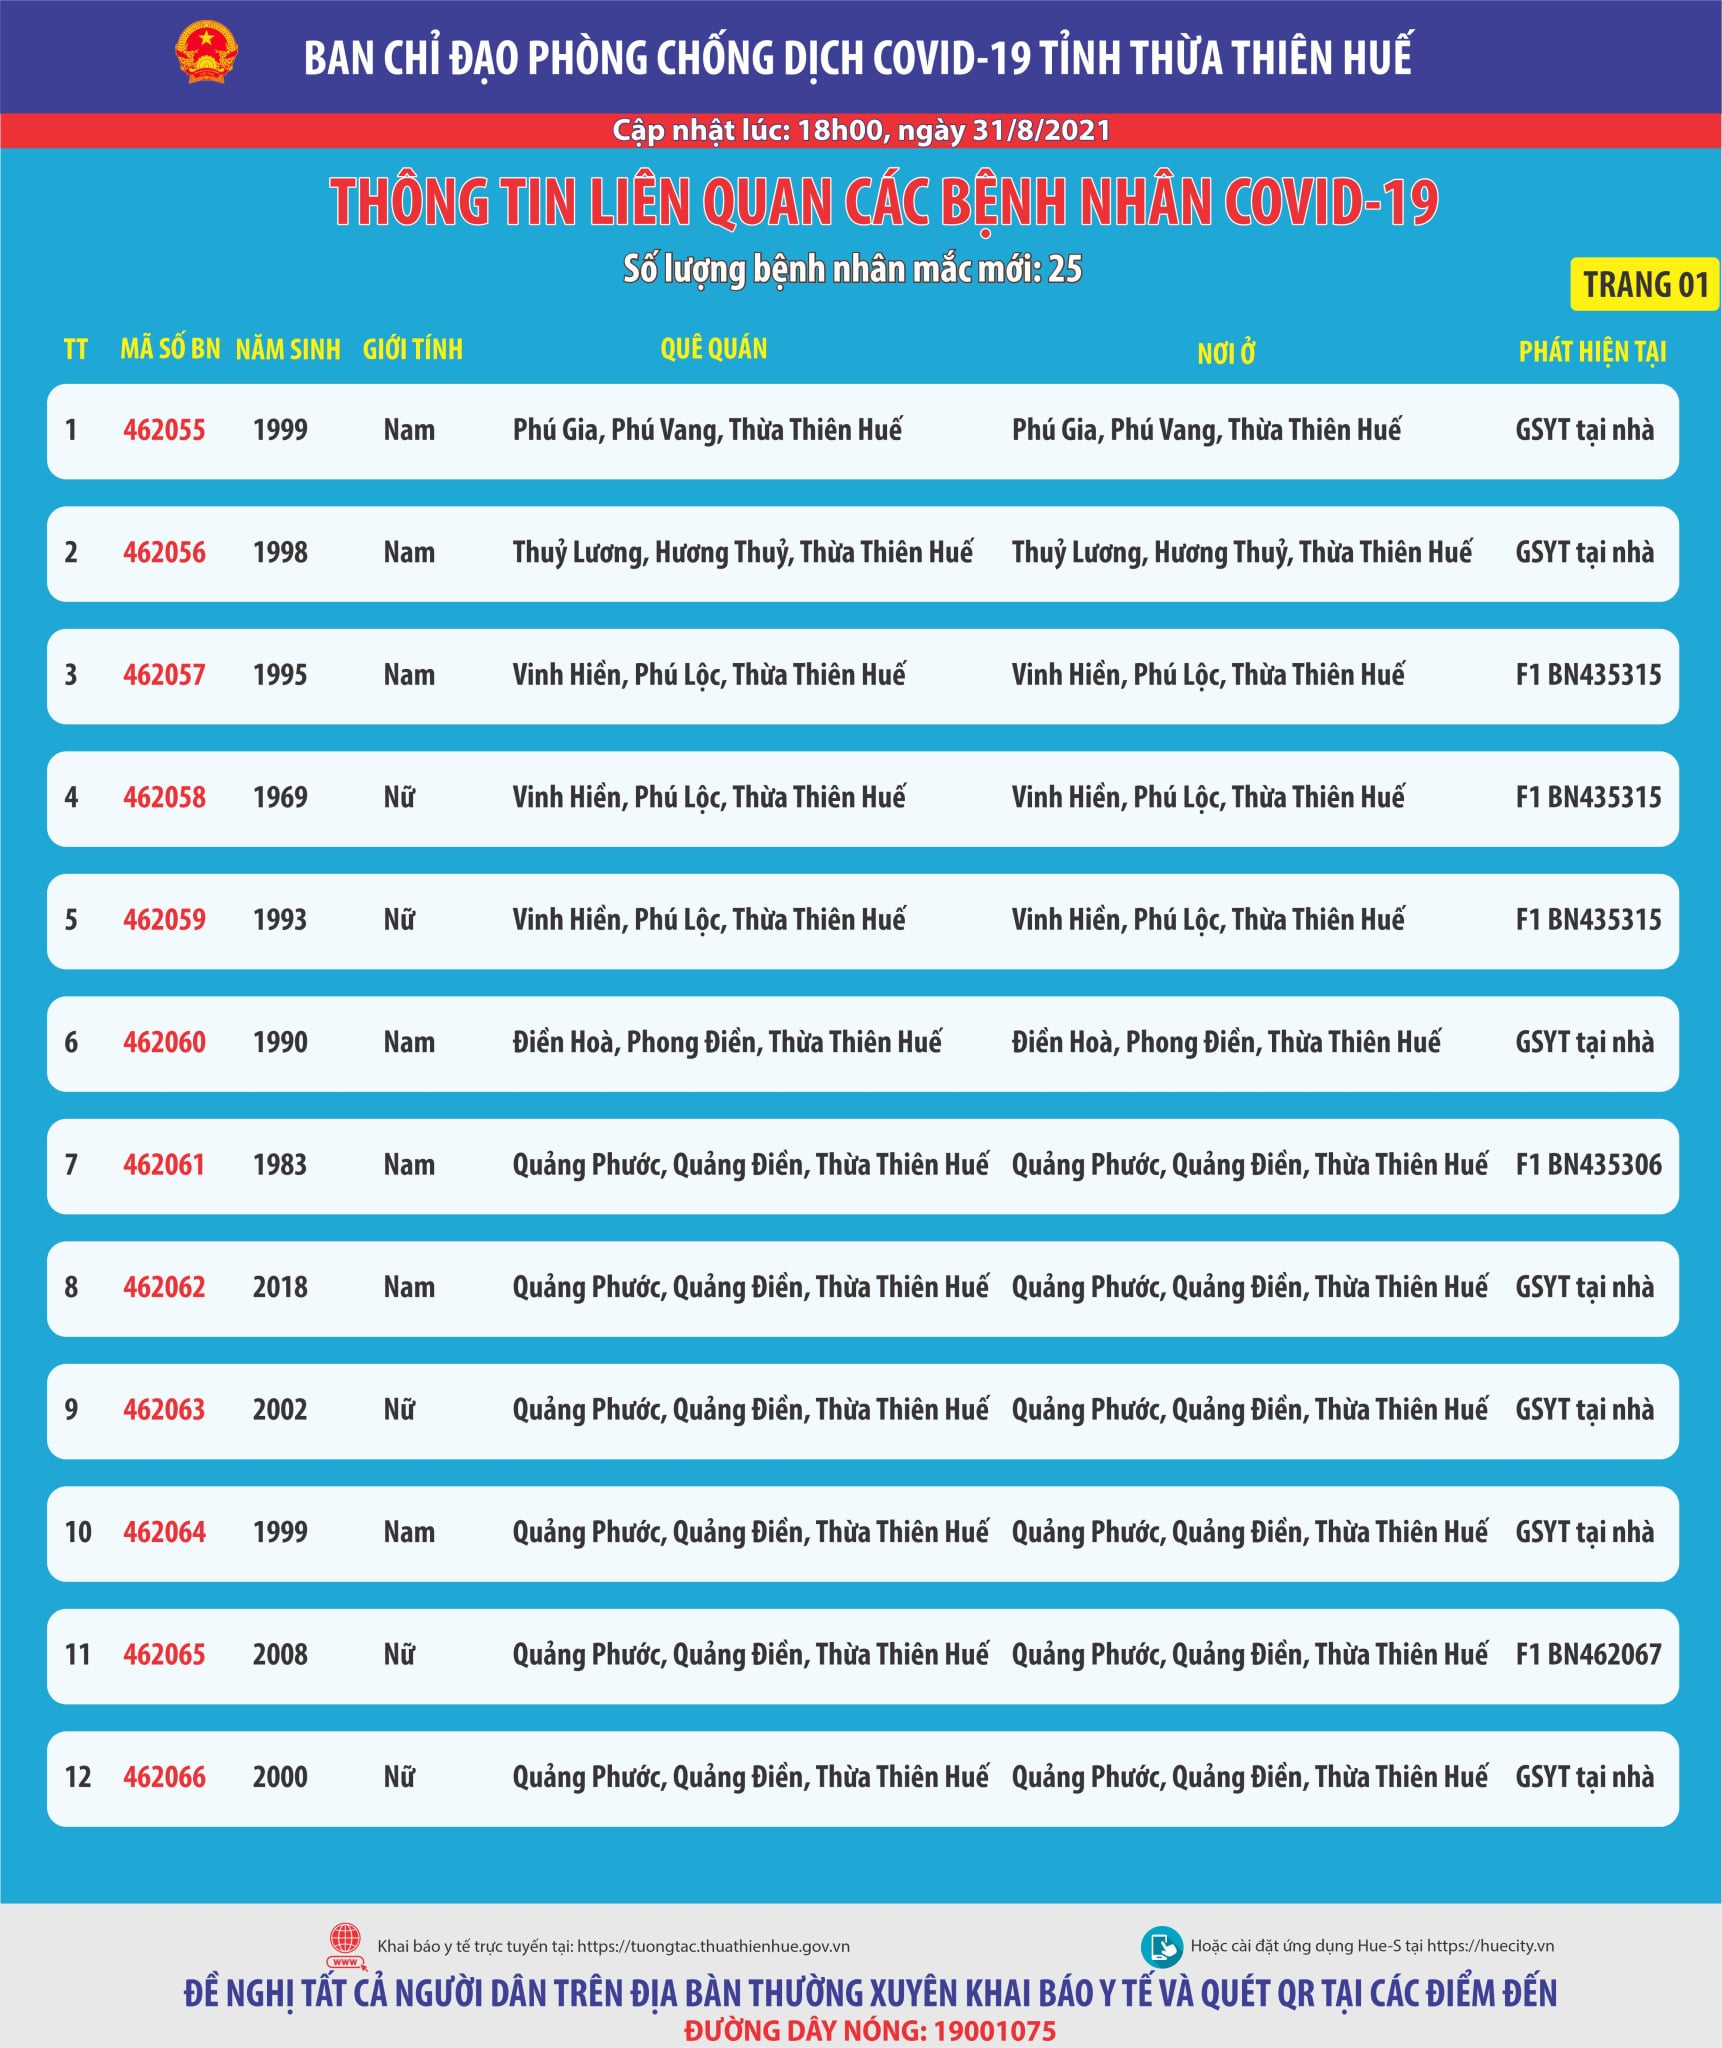 BAN CHỈ ĐẠO PHÒNG CHỐNG DỊCH COVID-19 TỈNH THỪA THIÊN HUẾ
Cập nhật lúc: 18h00, ngày 31/8/2021
THÔNG TIN LIÊN QUAN CÁC BỆNH NHÂN COVID-19
Số lượng bệnh nhân mắc mới: 25
TRANG 01
TT MÃ SỐ BN NĂM SINH GIỚI TÍNH QUÊ QUÁN NƠI Ở PHÁT HIỆN TẠI
1 462055 1999 Nam Phú Gia, Phú Vang, Thừa Thiên Huế Phú Gia, Phú Vang, Thừa Thiên Huế GSYT tại nhà
2 462056 1998 Nam Thuỷ Lương, Hương Thuỷ, Thừa Thiên Huế Thuỷ Lương, Hương Thuỷ, Thừa Thiên Huế GSYT tại nhà
3 462057 1995 Nam Vinh Hiền, Phú Lộc, Thừa Thiên Huế Vinh Hiền, Phú Lộc, Thừa Thiên Huế F1 BN435315
4 462058 1969 Nữ Vinh Hiền, Phú Lộc, Thừa Thiên Huế Vinh Hiền, Phú Lộc, Thừa Thiên Huế F1 BN435315
5 462059 1993 Nữ Vinh Hiền, Phú Lộc, Thừa Thiên Huế Vinh Hiền, Phú Lộc, Thừa Thiên Huế F1 BN435315
6 462060 1990 Nam Điền Hoà, Phong Điền, Thừa Thiên Huế Điền Hoà, Phong Điền, Thừa Thiên Huế GSYT tại nhà
7 462061 1983 Nam Quảng Phước, Quảng Điền, Thừa Thiên Huế Quảng Phước, Quảng Điền, Thừa Thiên Huế F1 BN435306
8 462062 2018 Nam Quảng Phước, Quảng Điền, Thừa Thiên Huế Quảng Phước, Quảng Điền, Thừa Thiên Huế GSYT tại nhà
9 462063 2002 Nữ Quảng Phước, Quảng Điền, Thừa Thiên Huế Quảng Phước, Quảng Điền, Thừa Thiên Huế GSYT tại nhà
10 462064 1999 Nam Quảng Phước, Quảng Điền, Thừa Thiên Huế Quảng Phước, Quảng Điền, Thừa Thiên Huế GSYT tại nhà
11 462065 2008 Nữ Quảng Phước, Quảng Điền, Thừa Thiên Huế Quảng Phước, Quảng Điền, Thừa Thiên Huế F1 BN462067
12 462066 2000 Nữ Quảng Phước, Quảng Điền, Thừa Thiên Huế Quảng Phước, Quảng Điền, Thừa Thiên Huế GSYT tại nhà
WWW Khai báo y tế trực tuyến tại: https://tuongtac.thuathienhue.gov.vn Hoặc cài đặt ứng dụng Hue-S tại https://huecity.vn
ĐỀ NGHỊ TẤT CẢ NGƯỜI DÂN TRÊN ĐỊA BÀN THƯỜNG XUYÊN KHAI BÁO Y TẾ VÀ QUÉT QR TẠI CÁC ĐIỂM ĐẾN
ĐƯỜNG DÂY NÓNG: 19001075